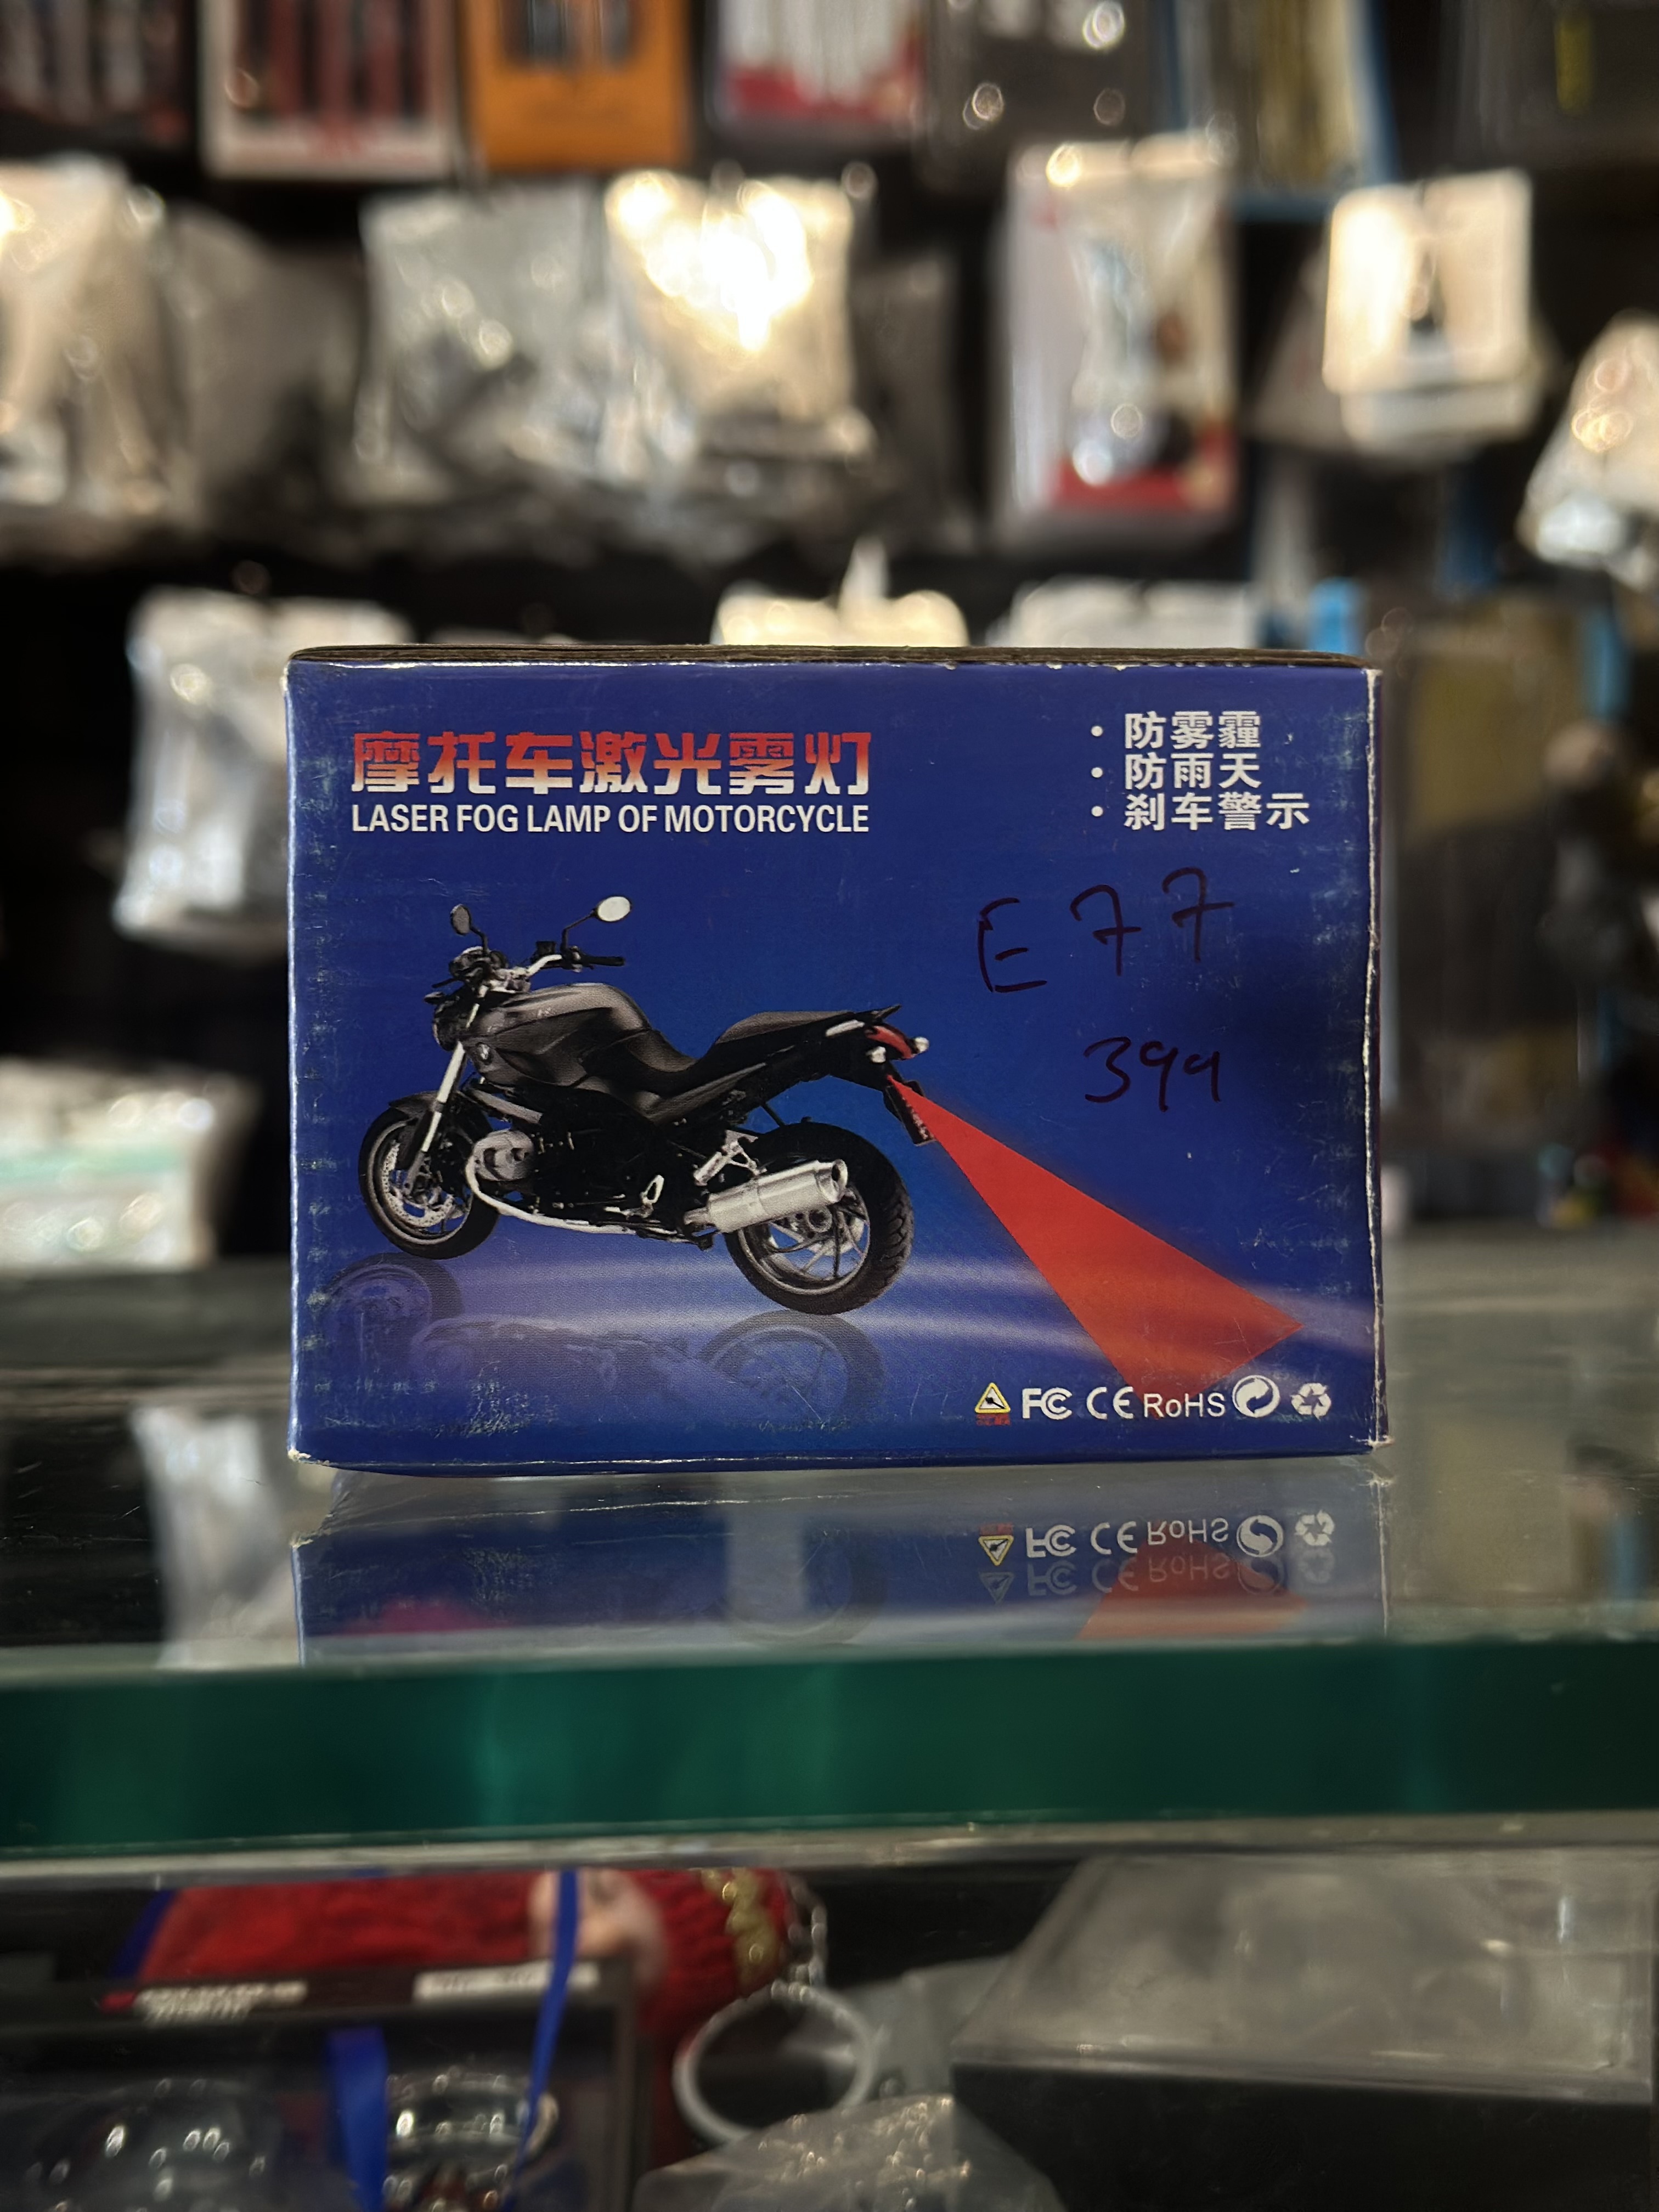 摩托车激光雾灯
LASER FOG LAMP OF MOTORCYCLE
· 防雾霾
· 防雨天
· 刹车警示
E77
399
FC CE RoHS